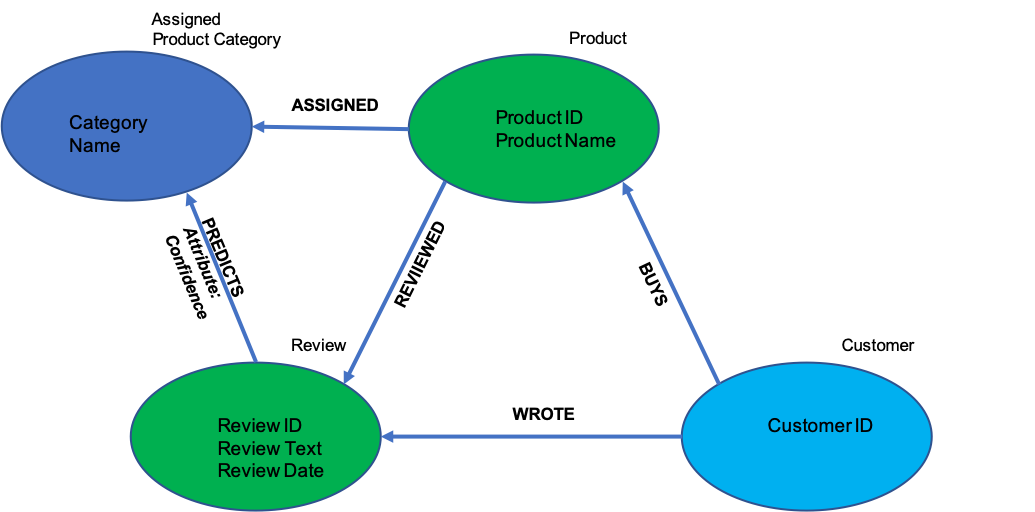 Assigned
Product Category
Product
Category
Name
ASSIGNED
Product ID
Product Name
PREDICTS
Attribute:
Confidence
REVIIEWED
BUYS
Review
Customer
Review ID
Review Text
Review Date
WROTE
Customer ID